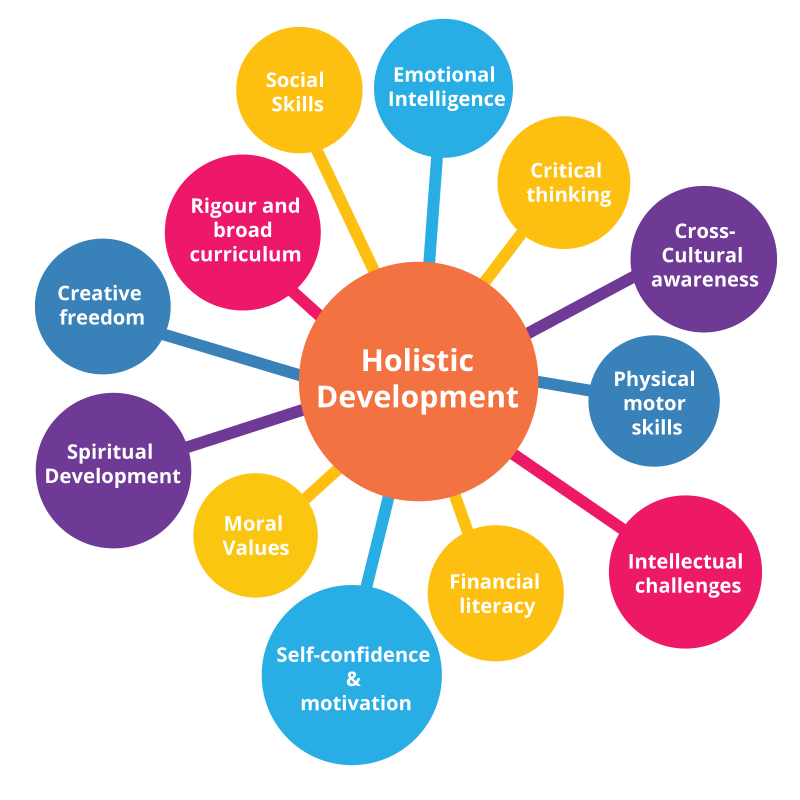 Social
Skills
Emotional
Intelligence
Critical
thinking
Rigour and
broad
curriculum
Cross-
Cultural
awareness
Creative
freedom
Holistic
Development
Physical
motor
skills
Spiritual
Development
Moral
Values
Intellectual
challenges
Financial
literacy
Self-confidence
&
motivation